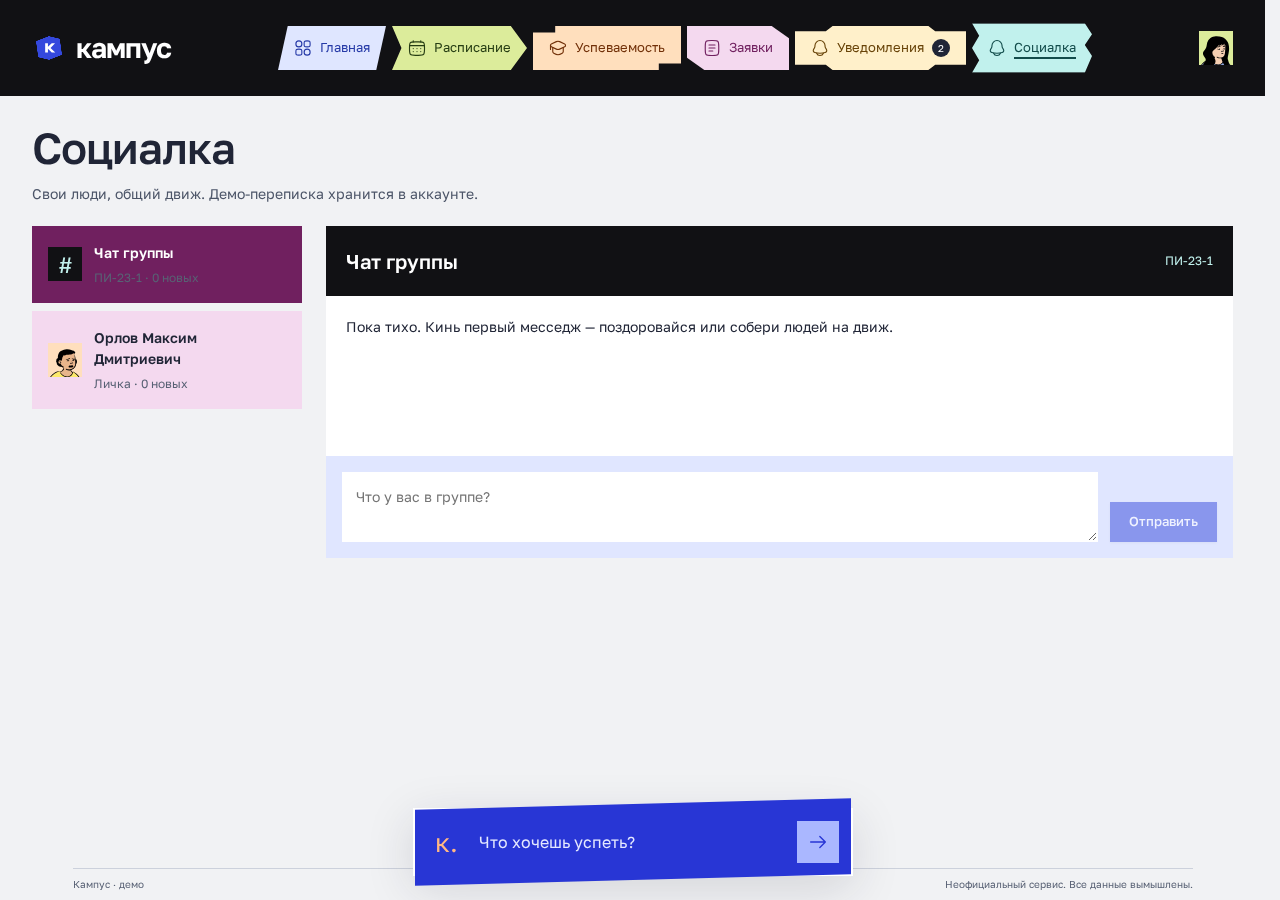 кампус
Главная
Расписание
Успеваемость
Заявки
Уведомления 2
Социалка
Социалка
Свои люди, общий движ. Демо-переписка хранится в аккаунте.
#
Чат группы
ПИ-23-1 · 0 новых
Орлов Максим
Дмитриевич
Личка · 0 новых
Чат группы
ПИ-23-1
Пока тихо. Кинь первый месседж — поздоровайся или собери людей на движ.
Что у вас в группе?
Отправить
к.
Что хочешь успеть?
Кампус · демо
Неофициальный сервис. Все данные вымышлены.